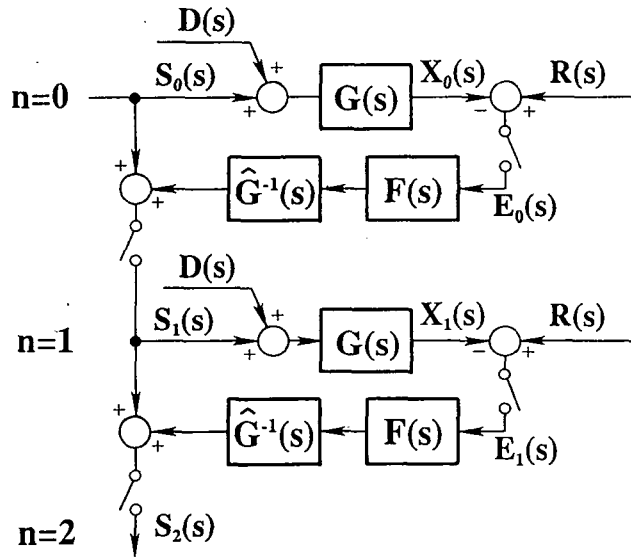 D(s)
n=0 S₀(s) + + G(s) X₀(s) − + R(s)
+ + Ĝ⁻¹(s) F(s) E₀(s)
D(s)
n=1 S₁(s) + + G(s) X₁(s) − + R(s)
+ + Ĝ⁻¹(s) F(s) E₁(s)
n=2 S₂(s)